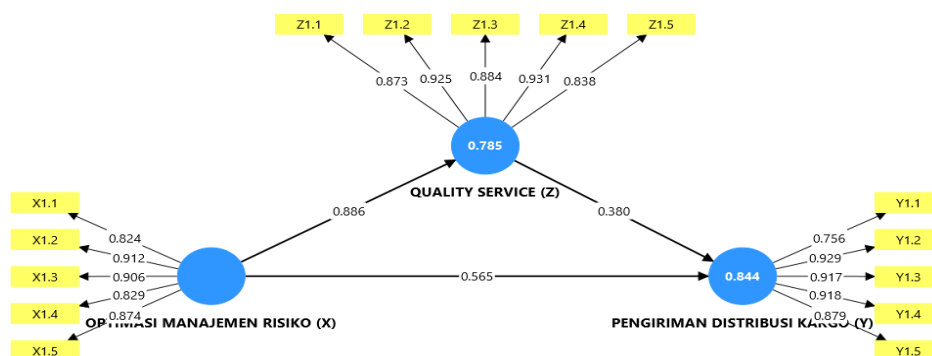 Z1.1 Z1.2 Z1.3 Z1.4 Z1.5
0.873 0.925 0.884 0.931 0.838
0.785
QUALITY SERVICE (Z)
0.886 0.380
X1.1
X1.2
X1.3
X1.4
X1.5
0.824
0.912
0.906
0.829
0.874
OPTIMASI MANAJEMEN RISIKO (X)
0.565
0.844
PENGIRIMAN DISTRIBUSI KARGO (Y)
0.756
0.929
0.917
0.918
0.879
Y1.1
Y1.2
Y1.3
Y1.4
Y1.5